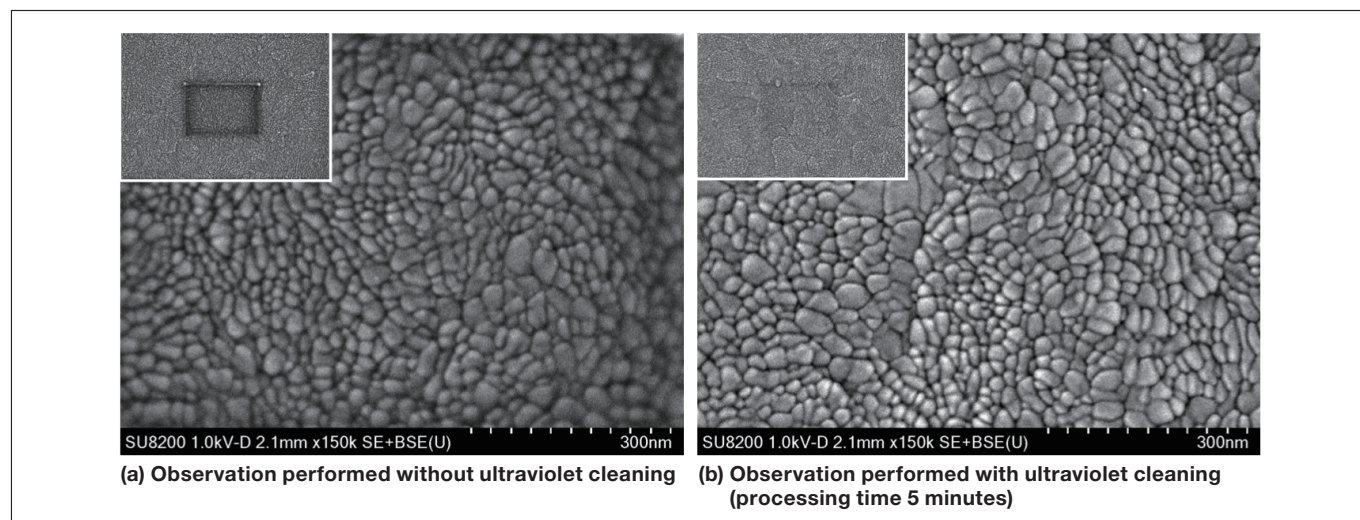 SU8200 1.0kV-D 2.1mm x150k SE+BSE(U)
300nm
SU8200 1.0kV-D 2.1mm x150k SE+BSE(U)
300nm
(a) Observation performed without ultraviolet cleaning
(b) Observation performed with ultraviolet cleaning
(processing time 5 minutes)